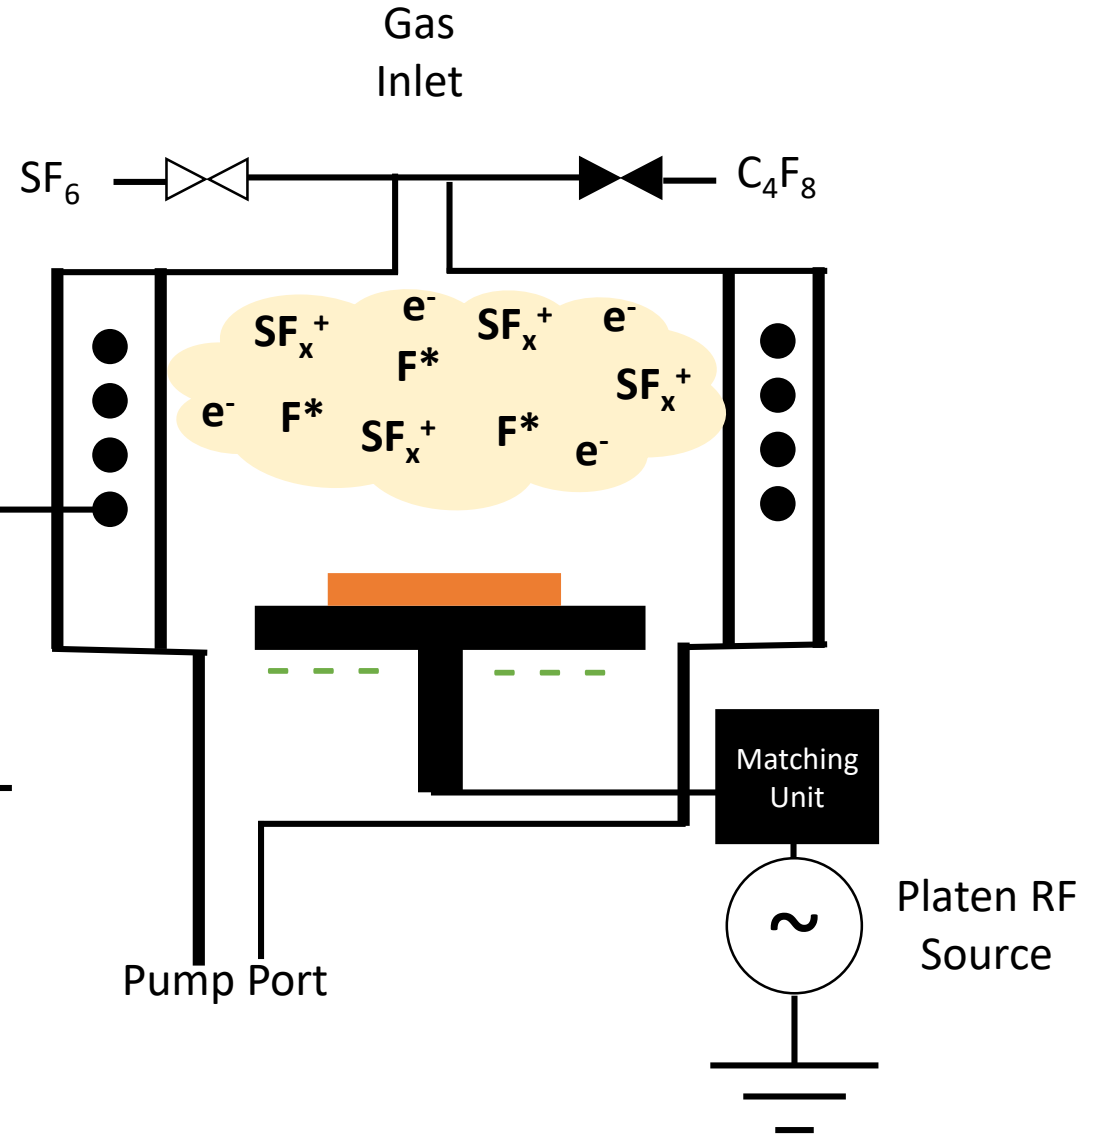 Gas
Inlet
SF₆
C₄F₈
e⁻
SFₓ⁺
SFₓ⁺
e⁻
F*
SFₓ⁺
e⁻
F*
SFₓ⁺
F*
e⁻
Matching
Unit
~
Platen RF
Source
Pump Port